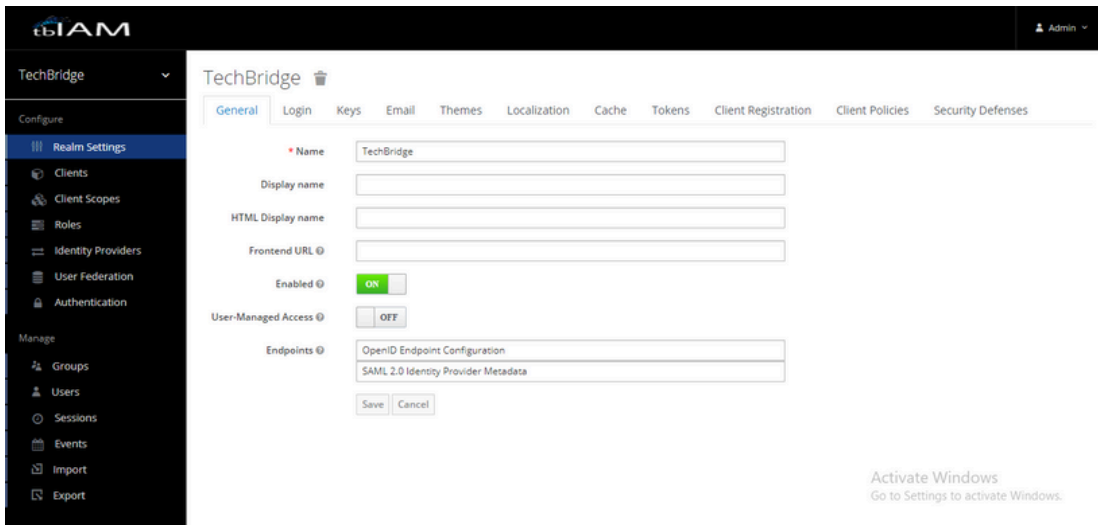 tbIAM
Admin
TechBridge
TechBridge
General Login Keys Email Themes Localization Cache Tokens Client Registration Client Policies Security Defenses
Configure
Realm Settings
Clients
Client Scopes
Roles
Identity Providers
User Federation
Authentication
Manage
Groups
Users
Sessions
Events
Import
Export
* Name TechBridge
Display name
HTML Display name
Frontend URL
Enabled ON
User-Managed Access OFF
Endpoints OpenID Endpoint Configuration
SAML 2.0 Identity Provider Metadata
Save Cancel
Activate Windows
Go to Settings to activate Windows.